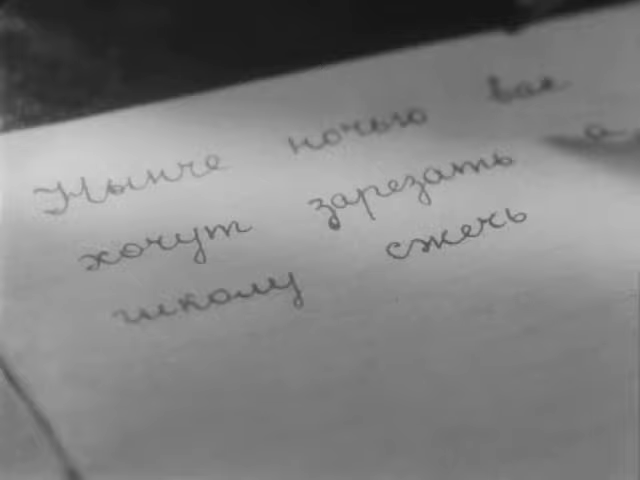 Нынче ночью вас
хочут зарезать а
школу сжечь